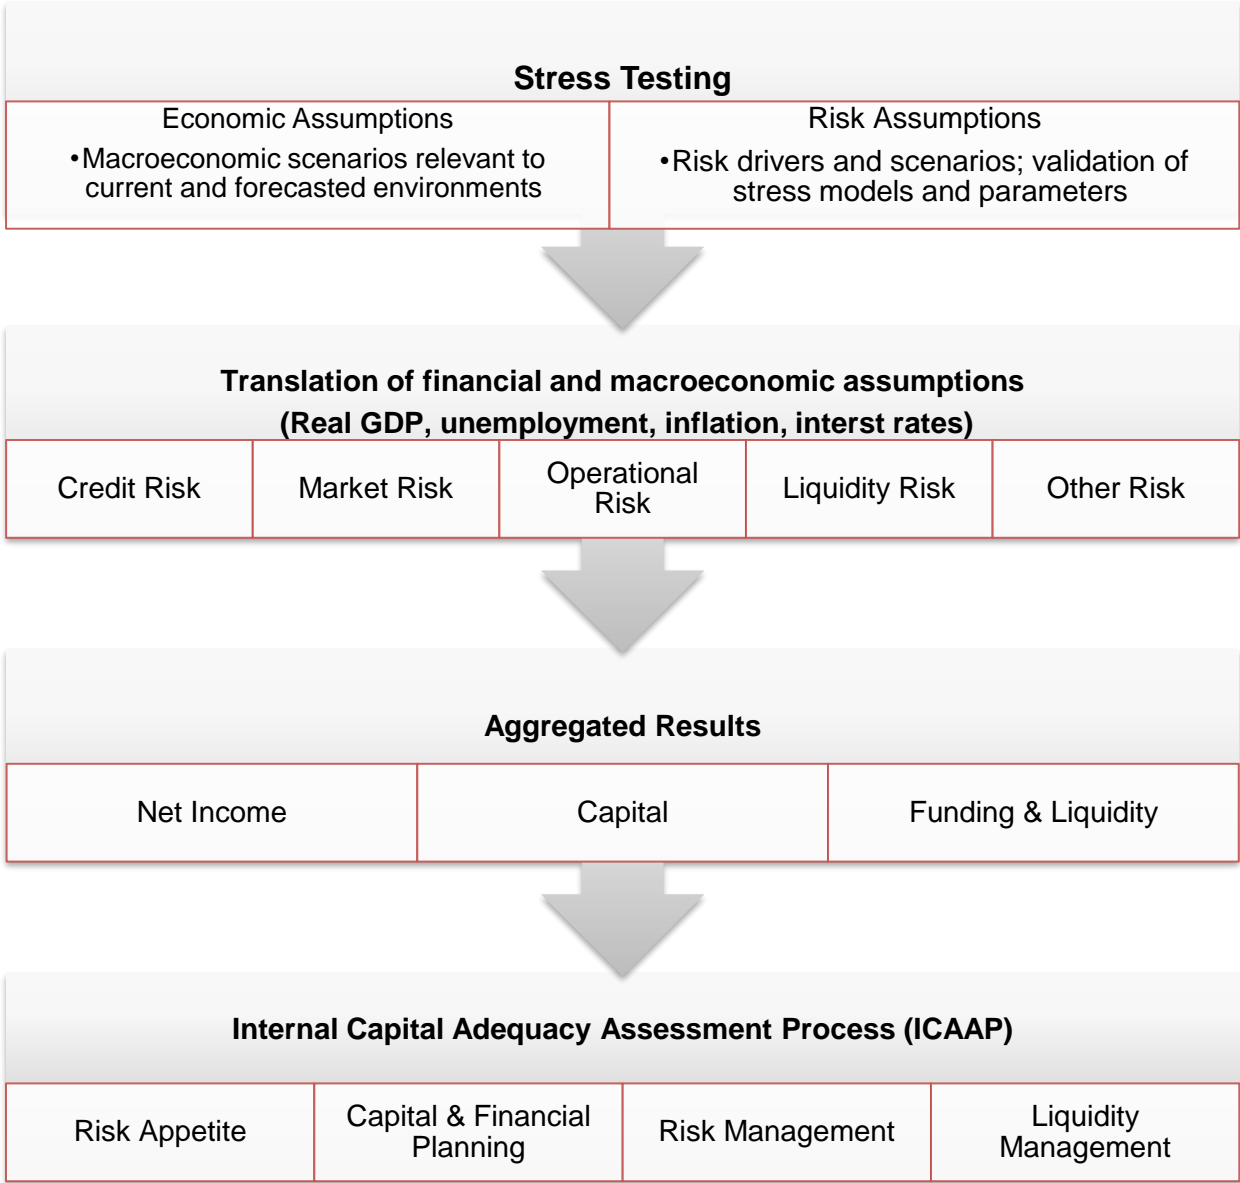 Stress Testing
Economic Assumptions
•Macroeconomic scenarios relevant to
current and forecasted environments
Risk Assumptions
•Risk drivers and scenarios; validation of
stress models and parameters
Translation of financial and macroeconomic assumptions
(Real GDP, unemployment, inflation, interst rates)
Credit Risk
Market Risk
Operational
Risk
Liquidity Risk
Other Risk
Aggregated Results
Net Income
Capital
Funding & Liquidity
Internal Capital Adequacy Assessment Process (ICAAP)
Risk Appetite
Capital & Financial
Planning
Risk Management
Liquidity
Management